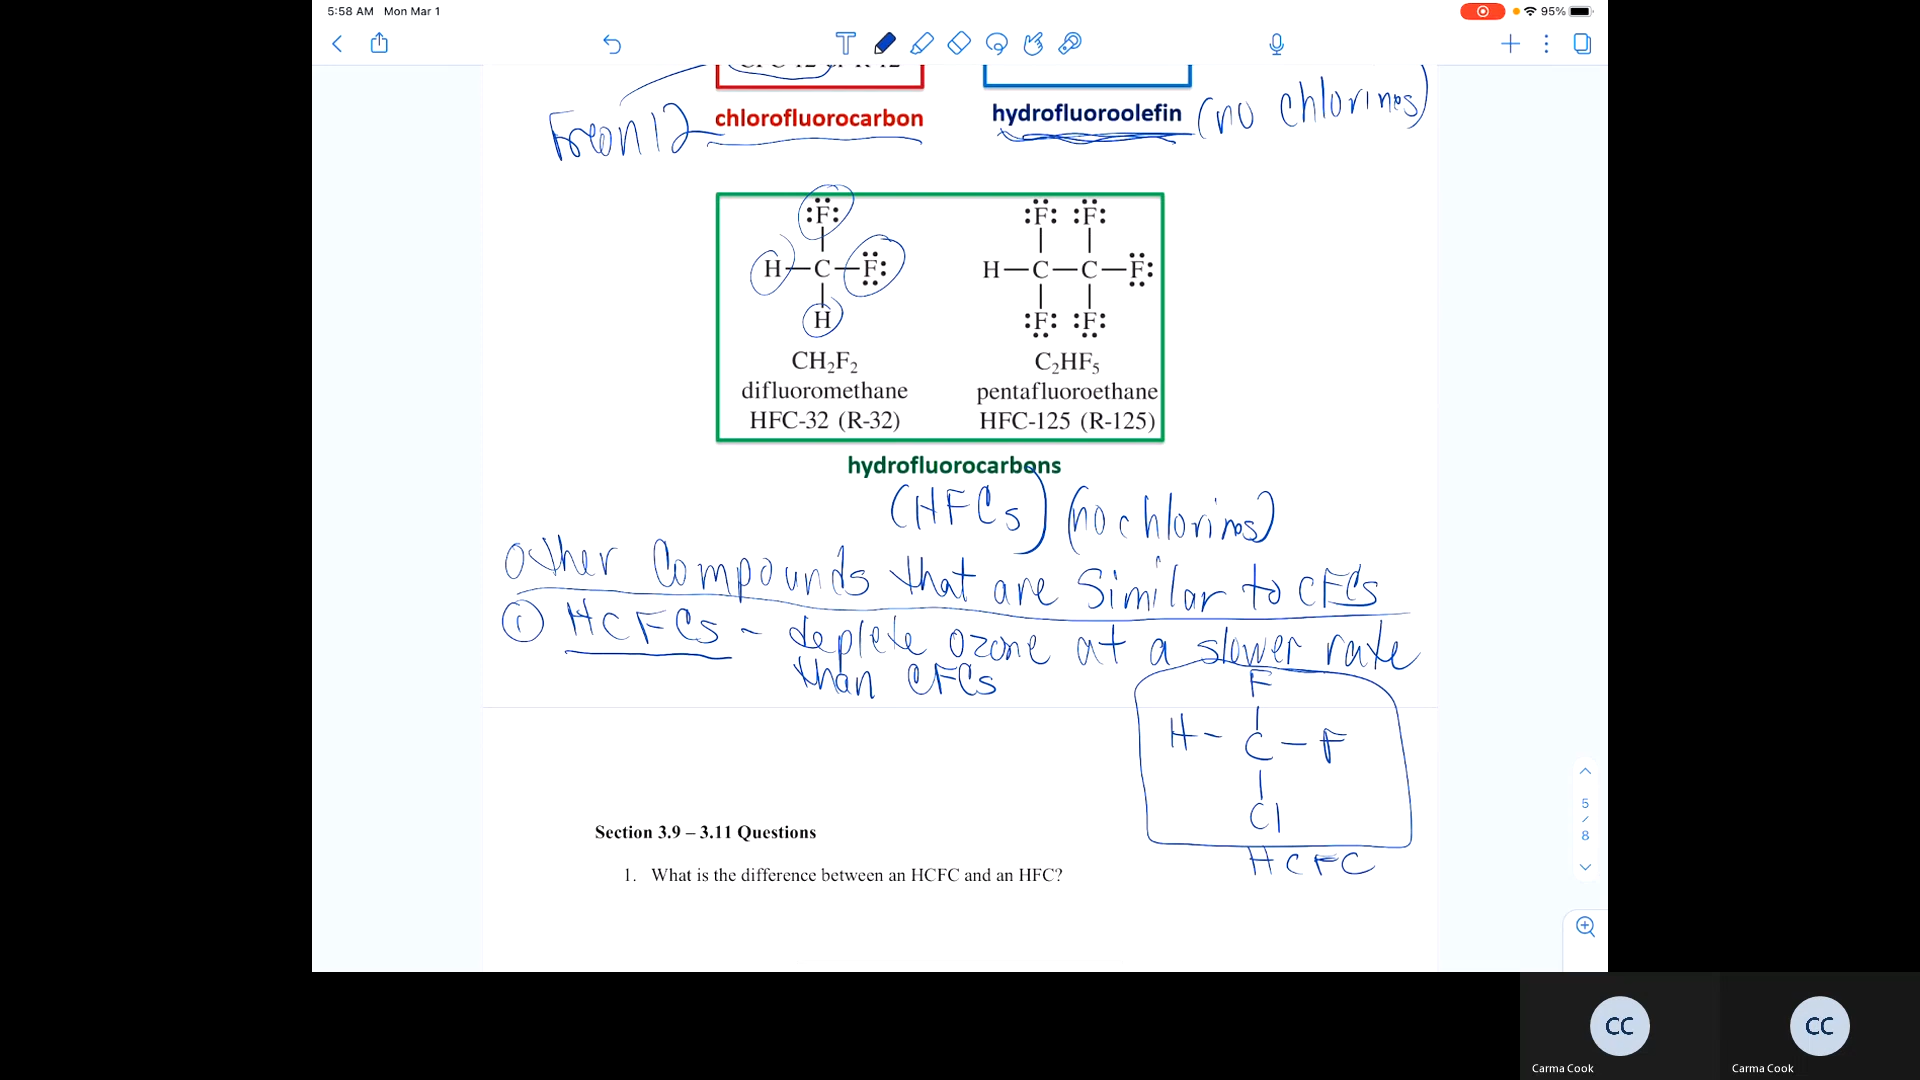 5:58 AM Mon Mar 1
95%
chlorofluorocarbon
hydrofluoroolefin (no chlorines)
Freon 12
:F:
H—C—F:
H
CH₂F₂
difluoromethane
HFC-32 (R-32)
:F: :F:
H—C—C—F:
:F: :F:
C₂HF₅
pentafluoroethane
HFC-125 (R-125)
hydrofluorocarbons
(HFCs) (no chlorines)
Other Compounds that are Similar to CFCs
① HCFCs - deplete ozone at a slower rate
than CFCs
F
H - C - F
Cl
HCFC
Section 3.9 – 3.11 Questions
1. What is the difference between an HCFC and an HFC?
5
/
8
CC
CC
Carma Cook
Carma Cook